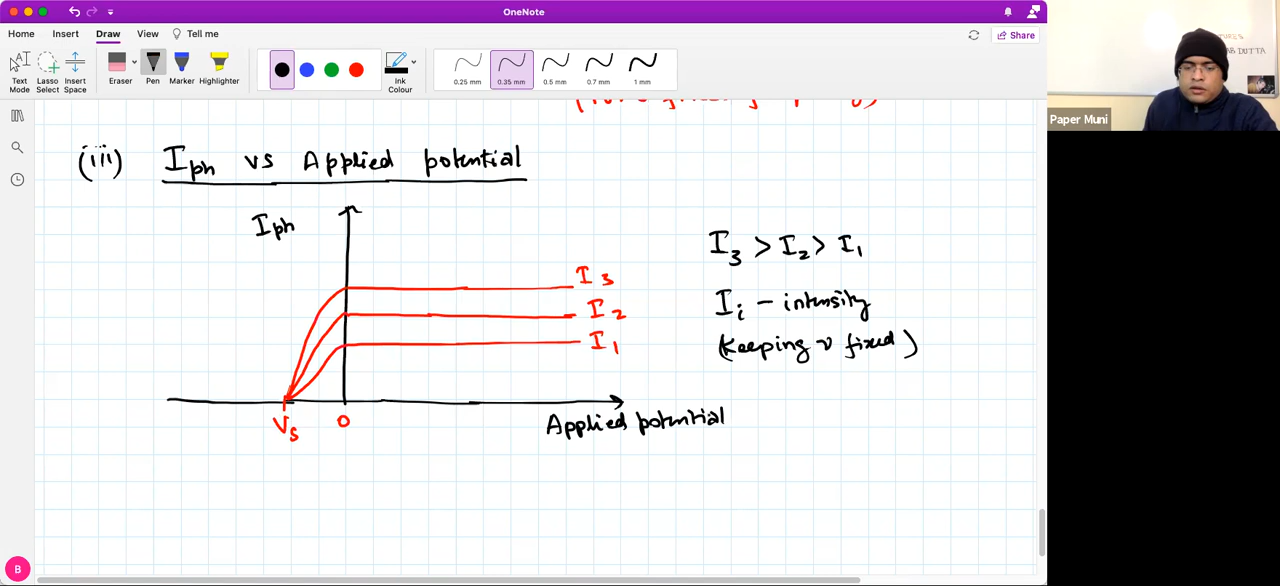 OneNote
Home Insert Draw View Tell me
Share
Text Mode
Lasso Select
Insert Space
Eraser
Pen
Marker
Highlighter
0.25 mm
0.35 mm
0.5 mm
0.7 mm
1 mm
Ink Colour
DUTTA
Paper Muni
(iii) Iph vs Applied potential
Iph
I3 > I2 > I1
I3
I2
I1
Ii – intensity
(Keeping ν fixed)
Vs
0
Applied potential
B